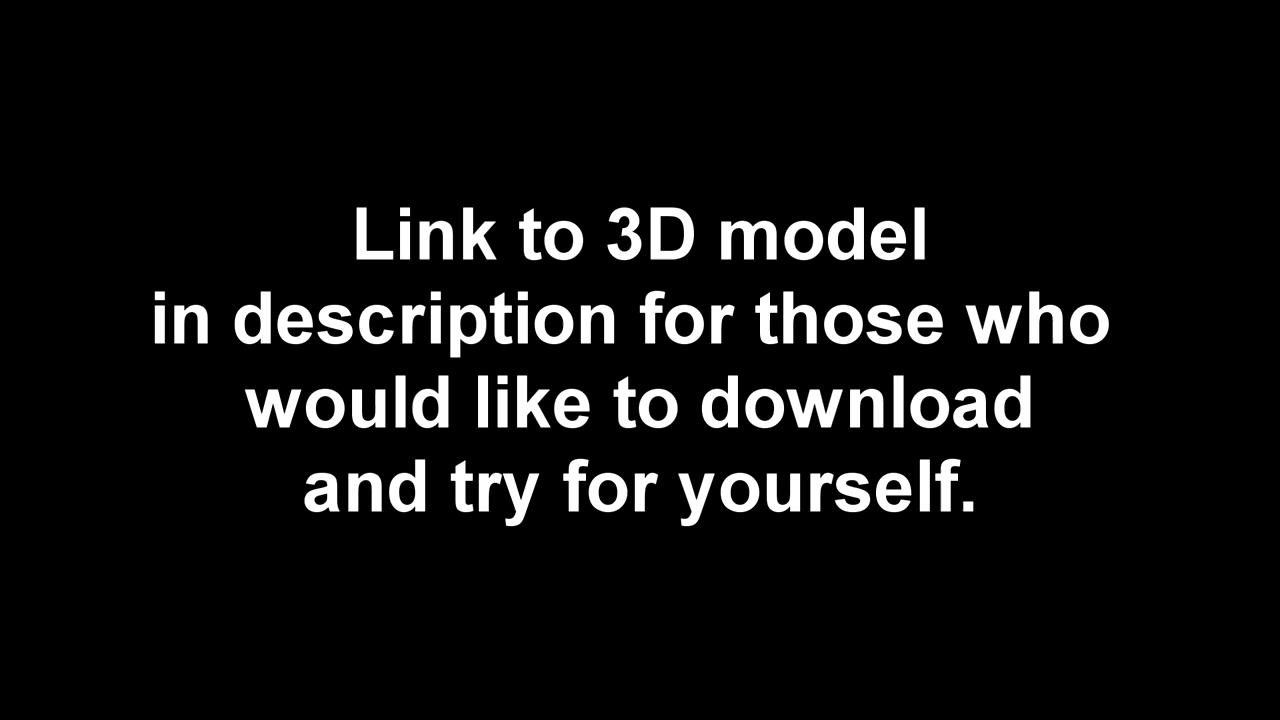 Link to 3D model
in description for those who
would like to download
and try for yourself.